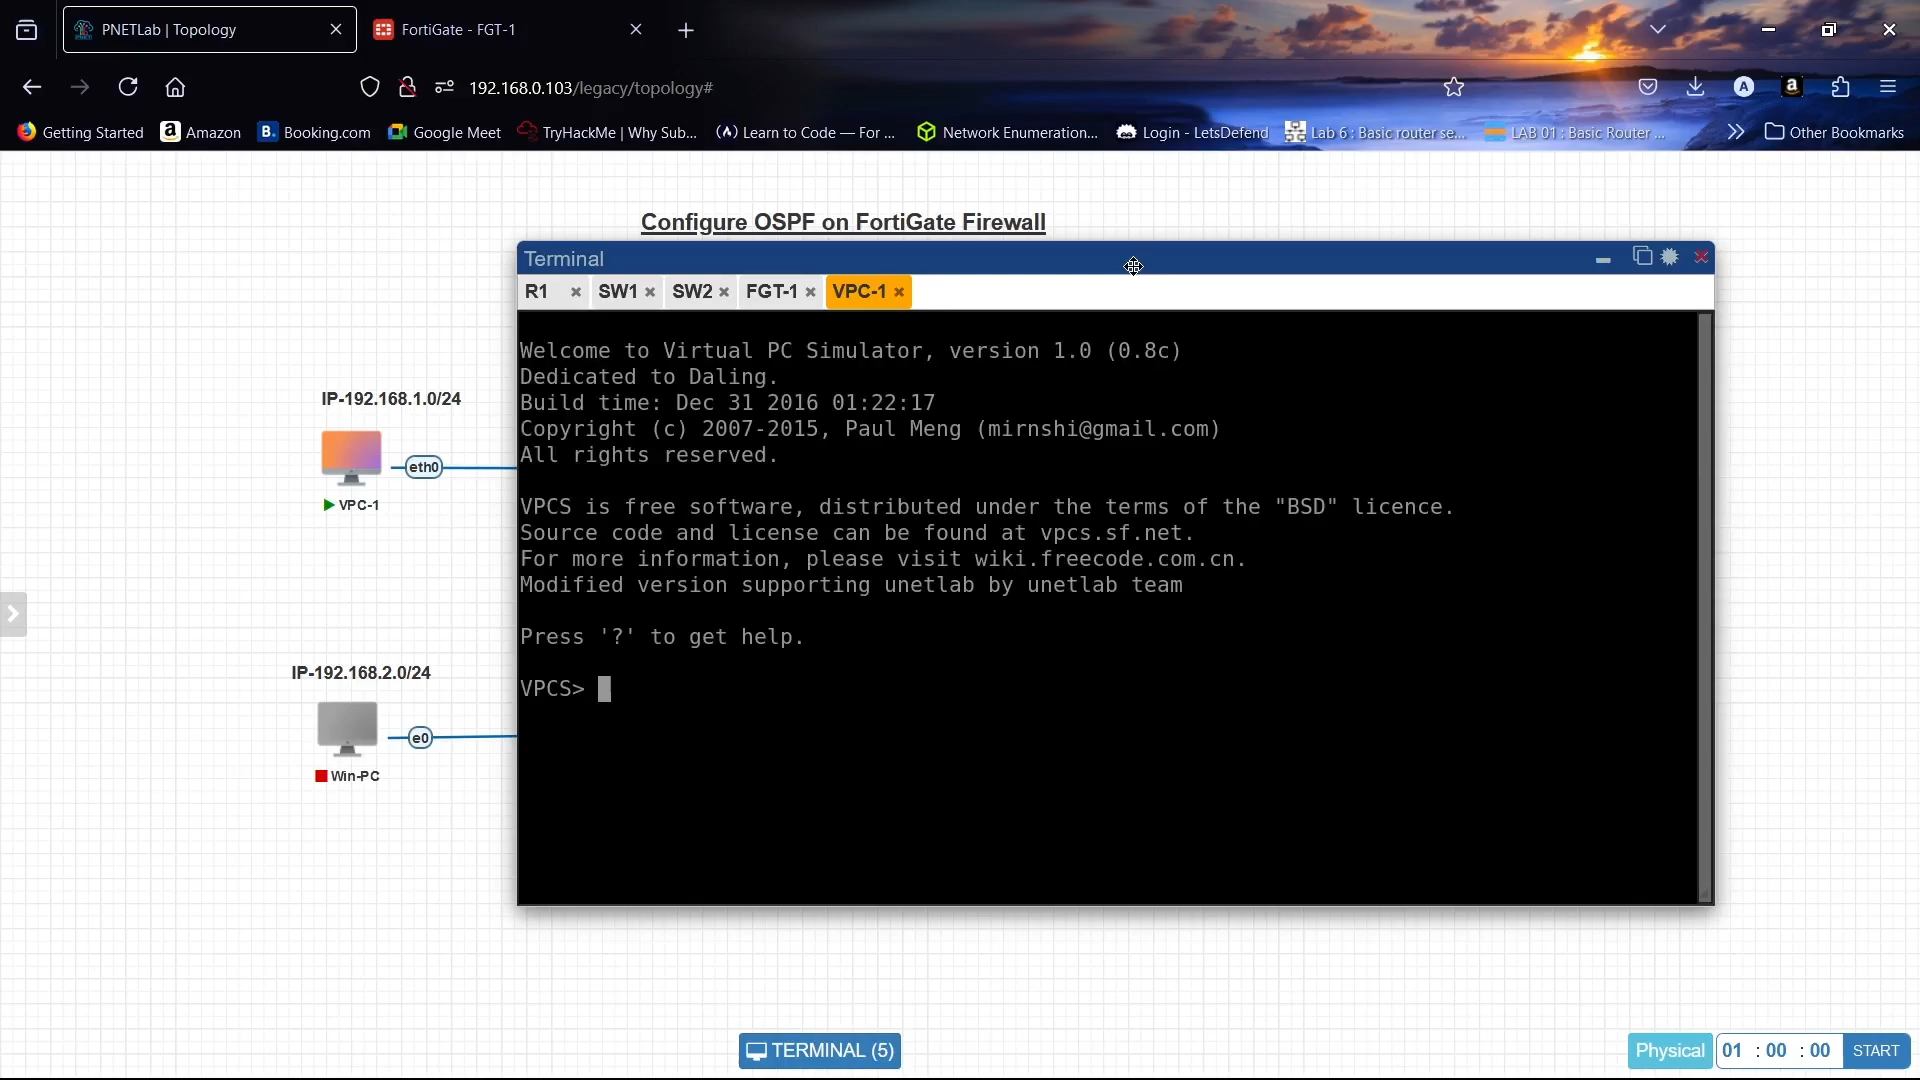 PNETLab | Topology
FortiGate - FGT-1
192.168.0.103/legacy/topology#
A
a
Getting Started
a Amazon
B. Booking.com
Google Meet
TryHackMe | Why Sub...
Learn to Code — For ...
Network Enumeration...
Login - LetsDefend
Lab 6 : Basic router se...
LAB 01 : Basic Router ...
Other Bookmarks
Configure OSPF on FortiGate Firewall
Terminal
R1
SW1
SW2
FGT-1
VPC-1
Welcome to Virtual PC Simulator, version 1.0 (0.8c)
Dedicated to Daling.
Build time: Dec 31 2016 01:22:17
Copyright (c) 2007-2015, Paul Meng (mirnshi@gmail.com)
All rights reserved.
VPCS is free software, distributed under the terms of the "BSD" licence.
Source code and license can be found at vpcs.sf.net.
For more information, please visit wiki.freecode.com.cn.
Modified version supporting unetlab by unetlab team
Press '?' to get help.
VPCS>
IP-192.168.1.0/24
eth0
VPC-1
IP-192.168.2.0/24
e0
Win-PC
TERMINAL (5)
Physical
01 : 00 : 00
START